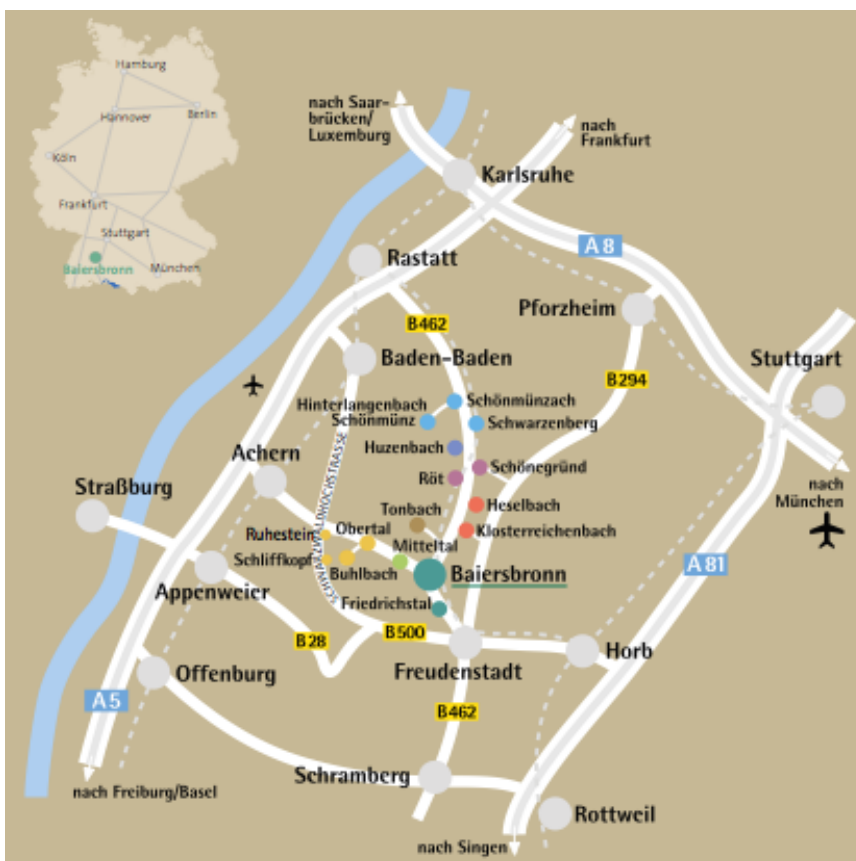 Hamburg
Hannover
Berlin
Köln
Frankfurt
Stuttgart
Baiersbronn
München
nach Saar-
brücken/
Luxemburg
nach
Frankfurt
Karlsruhe
A 8
Rastatt
Pforzheim
B462
Stuttgart
Baden-Baden
B294
Hinterlangenbach
Schönmünzach
Schönmünz
Schwarzenberg
Huzenbach
Achern
Schönegründ
Röt
nach
München
Straßburg
SCHWARZWALDHOCHSTRASSE
Tonbach
Heselbach
Ruhestein
Obertal
Klosterreichenbach
Mitteltal
Schliffkopf
Buhlbach
Baiersbronn
A 81
Appenweier
Friedrichstal
B28
B500
Freudenstadt
Horb
Offenburg
A 5
B462
Schramberg
nach Freiburg/Basel
Rottweil
nach Singen